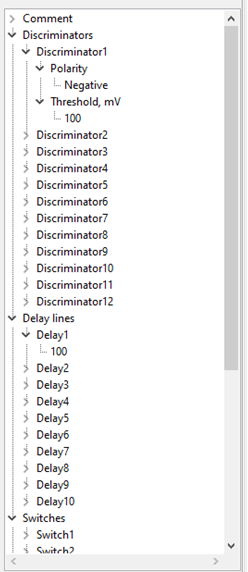 Comment
Discriminators
Discriminator1
Polarity
Negative
Threshold, mV
100
Discriminator2
Discriminator3
Discriminator4
Discriminator5
Discriminator6
Discriminator7
Discriminator8
Discriminator9
Discriminator10
Discriminator11
Discriminator12
Delay lines
Delay1
100
Delay2
Delay3
Delay4
Delay5
Delay6
Delay7
Delay8
Delay9
Delay10
Switches
Switch1
Switch2